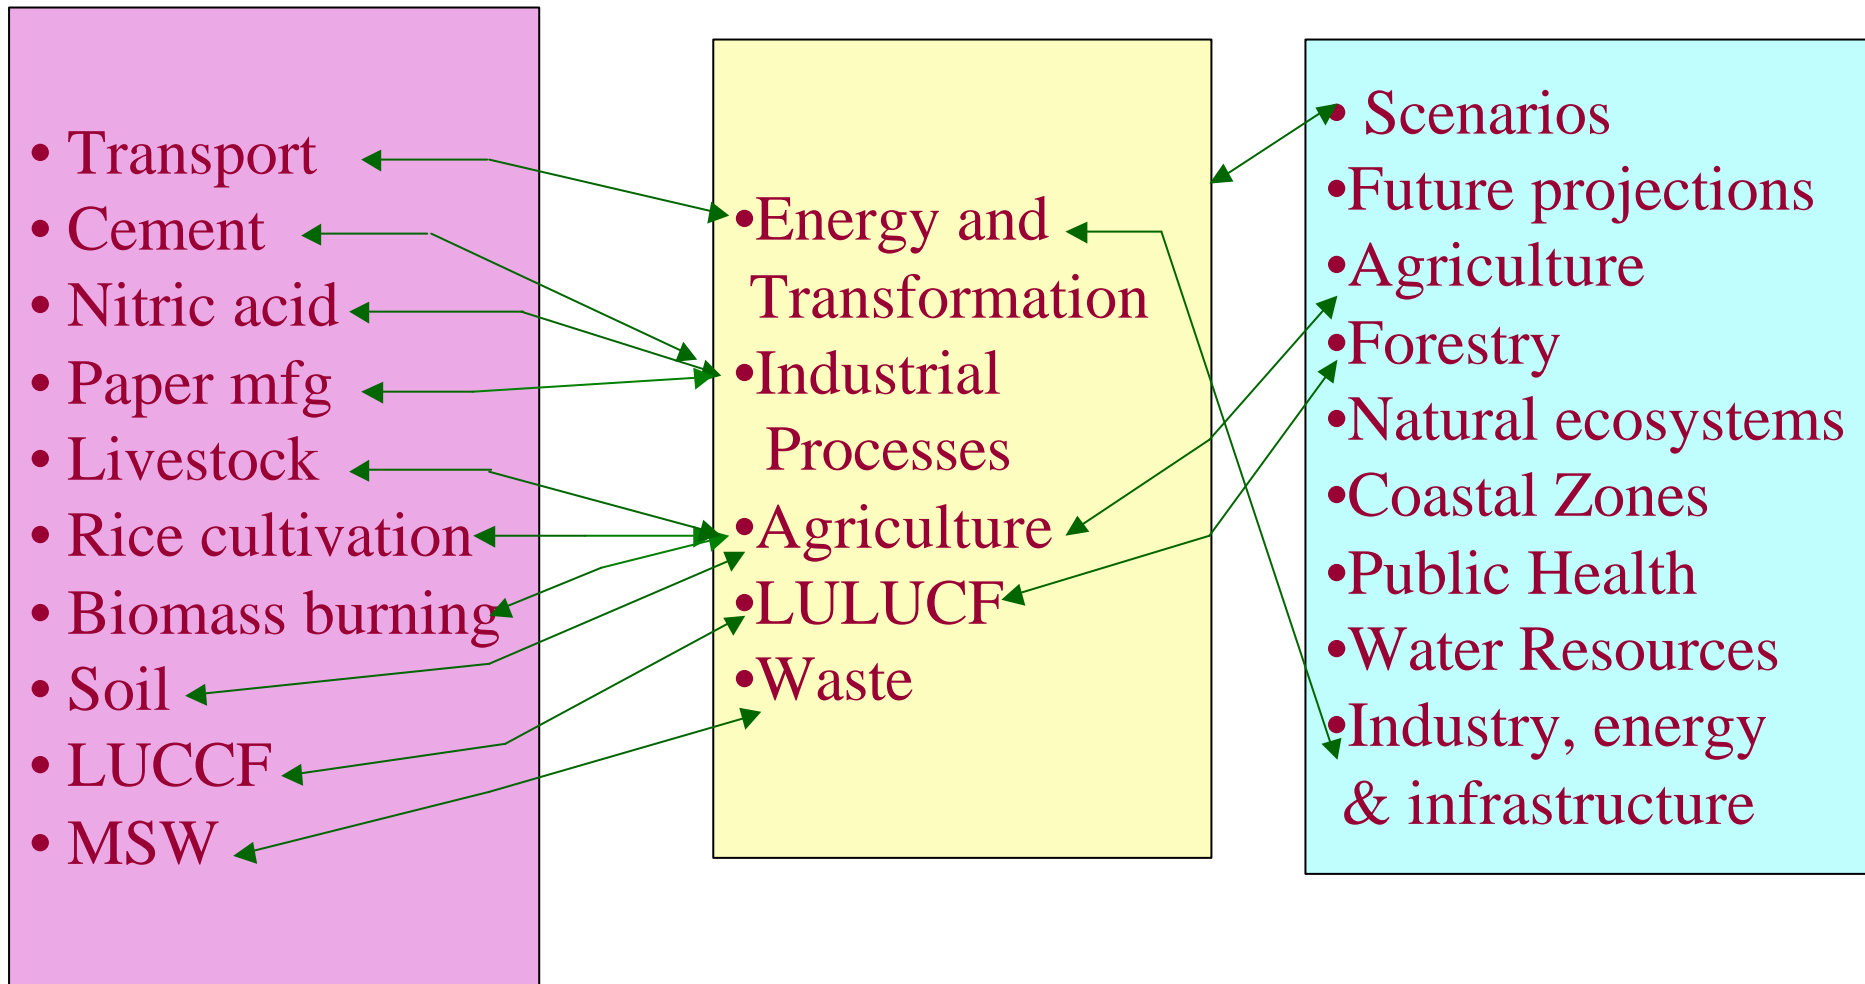 • Transport
• Cement
• Nitric acid
• Paper mfg
• Livestock
• Rice cultivation
• Biomass burning
• Soil
• LUCCF
• MSW
•Energy and
Transformation
•Industrial
Processes
•Agriculture
•LULUCF
•Waste
• Scenarios
•Future projections
•Agriculture
•Forestry
•Natural ecosystems
•Coastal Zones
•Public Health
•Water Resources
•Industry, energy
& infrastructure